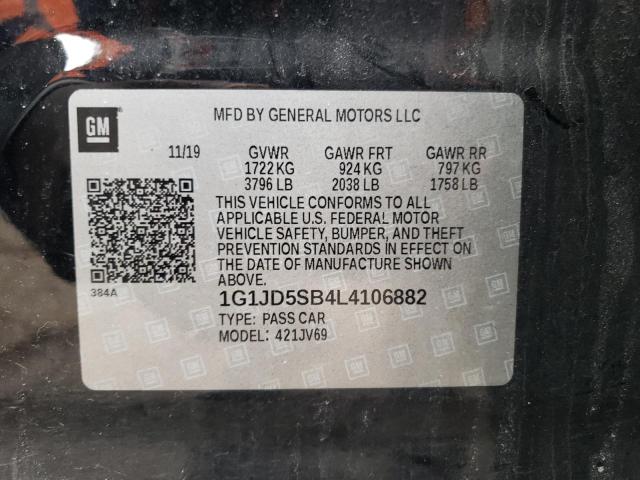 GM
MFD BY GENERAL MOTORS LLC
11/19 GVWR GAWR FRT GAWR RR
1722 KG 924 KG 797 KG
3796 LB 2038 LB 1758 LB
THIS VEHICLE CONFORMS TO ALL
APPLICABLE U.S. FEDERAL MOTOR
VEHICLE SAFETY, BUMPER, AND THEFT
PREVENTION STANDARDS IN EFFECT ON
THE DATE OF MANUFACTURE SHOWN
ABOVE.
384A
1G1JD5SB4L4106882
TYPE: PASS CAR
MODEL: 421JV69